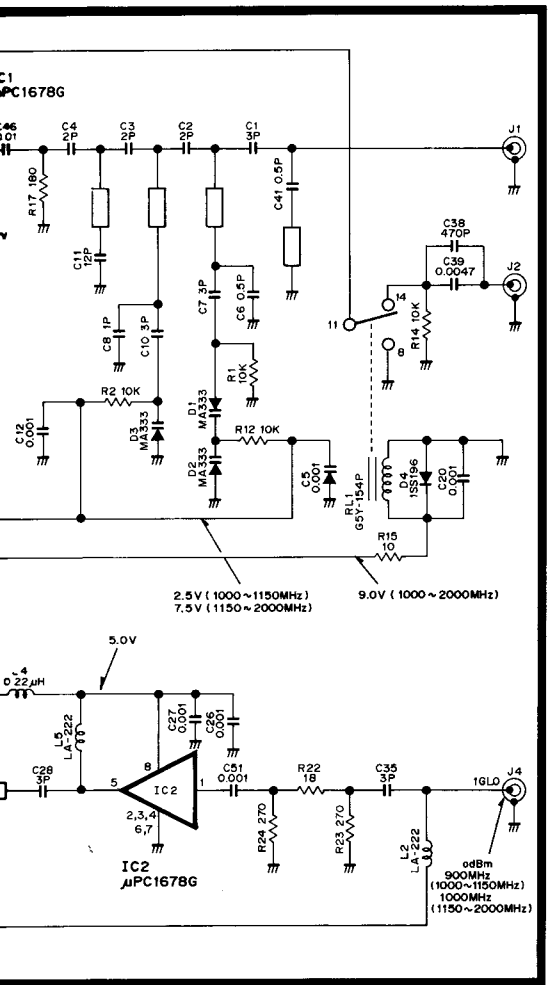 C1
µPC1678G
C46
0.01
C4
2P
C3
2P
C2
2P
C1
3P
J1
R17 180
C41 0.5P
C11
12P
C38
470P
C39
0.0047
J2
C7 3P
C6 0.5P
14
11
R14 10K
8
C8 1P
C10 3P
R1
10K
R2 10K
D1
MA333
C12
0.001
D3
MA333
R12 10K
D2
MA333
C5
0.001
RL1
G5Y-154P
D4
1SS196
C20
0.001
R15
10
2.5V (1000~1150MHz)
7.5V (1150~2000MHz)
9.0V (1000~2000MHz)
5.0V
L4
0.22µH
L5
LA-222
C27
0.001
C26
0.001
C28
3P
5
8
IC2
1
2,3,4
6,7
C51
0.001
R22
18
C35
3P
1GLO
J4
R24 270
R23 270
L2
LA-222
IC2
µPC1678G
0dBm
900MHz
(1000~1150MHz)
1000MHz
(1150~2000MHz)